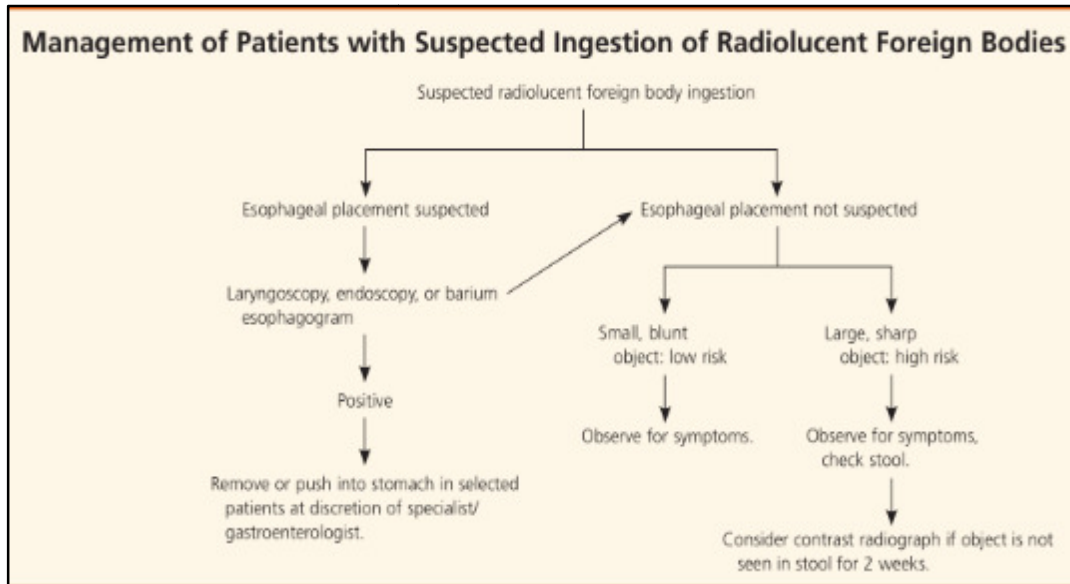 Management of Patients with Suspected Ingestion of Radiolucent Foreign Bodies
Suspected radiolucent foreign body ingestion
Esophageal placement suspected
Esophageal placement not suspected
Laryngoscopy, endoscopy, or barium
esophagogram
Small, blunt
object: low risk
Large, sharp
object: high risk
Positive
Observe for symptoms.
Observe for symptoms,
check stool.
Remove or push into stomach in selected
patients at discretion of specialist/
gastroenterologist.
Consider contrast radiograph if object is not
seen in stool for 2 weeks.